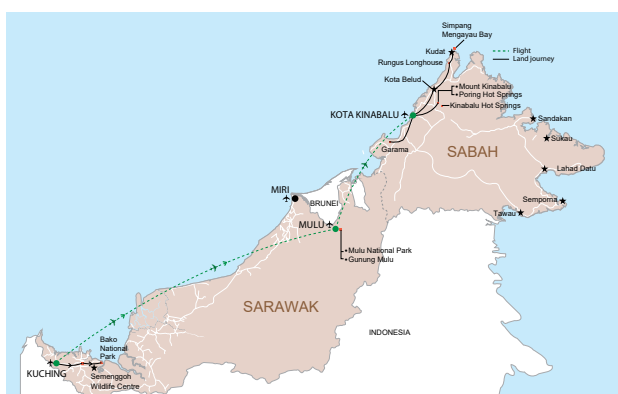 Simpang
Mengayau Bay
Kudat
Flight
Land journey
Rungus Longhouse
Kota Belud
Mount Kinabalu
Poring Hot Springs
Kinabalu Hot Springs
KOTA KINABALU
Sandakan
Sukau
Garama
SABAH
Lahad Datu
MIRI
BRUNEI
Semporna
Tawau
MULU
Mulu National Park
Gunung Mulu
SARAWAK
INDONESIA
Bako
National
Park
KUCHING
Semenggoh
Wildlife Centre